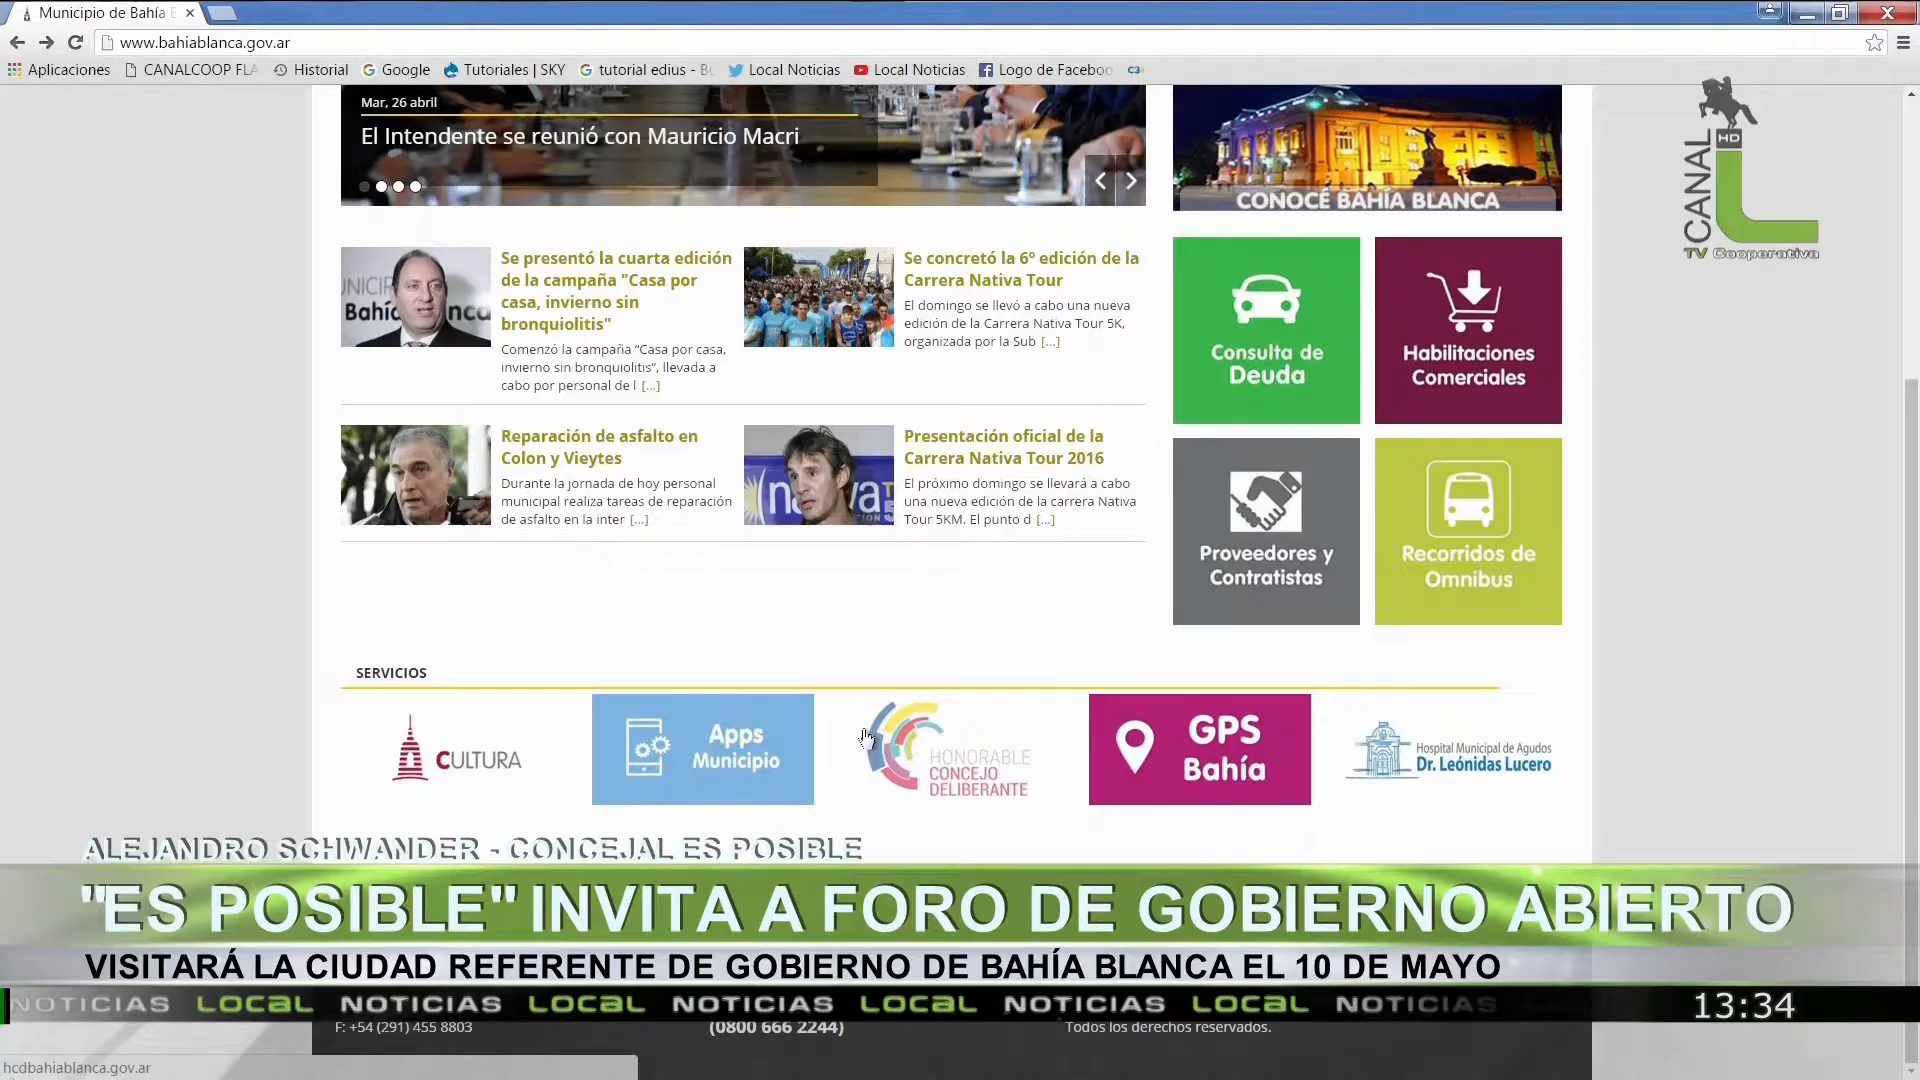 Municipio de Bahía
www.bahiablanca.gov.ar
Aplicaciones
CANALCOOP FLA
Historial
Google
Tutoriales | SKY
tutorial edius - B
Local Noticias
Local Noticias
Logo de Faceboo
Mar, 26 abril
El Intendente se reunió con Mauricio Macri
CONOCÉ BAHÍA BLANCA
CANAL
HD
TV Cooperativa
Se presentó la cuarta edición
de la campaña "Casa por
casa, invierno sin
bronquiolitis"
Comenzó la campaña “Casa por casa,
invierno sin bronquiolitis”, llevada a
cabo por personal de l [...]
Se concretó la 6º edición de la
Carrera Nativa Tour
El domingo se llevó a cabo una nueva
edición de la Carrera Nativa Tour 5K,
organizada por la Sub [...]
Consulta de
Deuda
Habilitaciones
Comerciales
Reparación de asfalto en
Colon y Vieytes
Durante la jornada de hoy personal
municipal realiza tareas de reparación
de asfalto en la inter [...]
Presentación oficial de la
Carrera Nativa Tour 2016
El próximo domingo se llevará a cabo
una nueva edición de la carrera Nativa
Tour 5KM. El punto d [...]
Proveedores y
Contratistas
Recorridos de
Omnibus
SERVICIOS
CULTURA
Apps
Municipio
HONORABLE
CONCEJO
DELIBERANTE
GPS
Bahía
Hospital Municipal de Agudos
Dr. Leónidas Lucero
ALEJANDRO SCHWANDER - CONCEJAL ES POSIBLE
"ES POSIBLE" INVITA A FORO DE GOBIERNO ABIERTO
VISITARÁ LA CIUDAD REFERENTE DE GOBIERNO DE BAHÍA BLANCA EL 10 DE MAYO
NOTICIAS LOCAL NOTICIAS LOCAL NOTICIAS LOCAL NOTICIAS LOCAL NOTICIAS
13:34
F: +54 (291) 455 8803
(0800 666 2244)
Todos los derechos reservados.
hcdbahiablanca.gov.ar